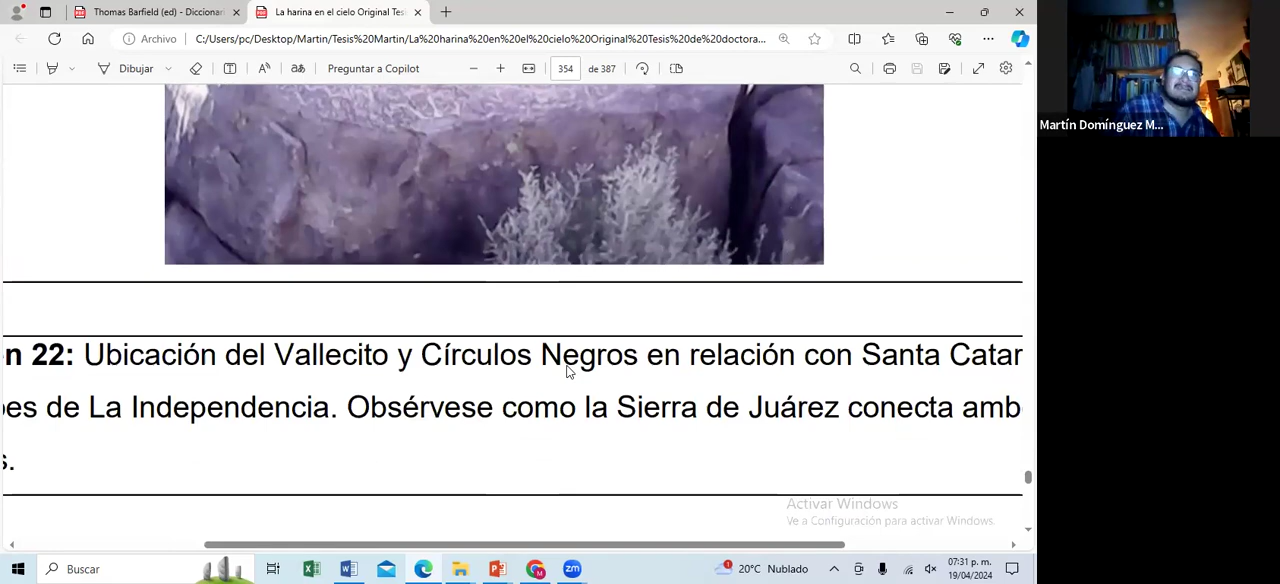 Thomas Barfield (ed) - Diccionari
La harina en el cielo Original Tes
Archivo
C:/Users/pc/Desktop/Martin/Tesis%20Martin/La%20harina%20en%20el%20cielo%20Original%20Tesis%20de%20doctora...
Dibujar
Preguntar a Copilot
354
de 387
Martín Domínguez M...
n 22: Ubicación del Vallecito y Círculos Negros en relación con Santa Catar
es de La Independencia. Obsérvese como la Sierra de Juárez conecta amb
s.
Activar Windows
Ve a Configuración para activar Windows.
Buscar
20°C Nublado
07:31 p. m.
19/04/2024